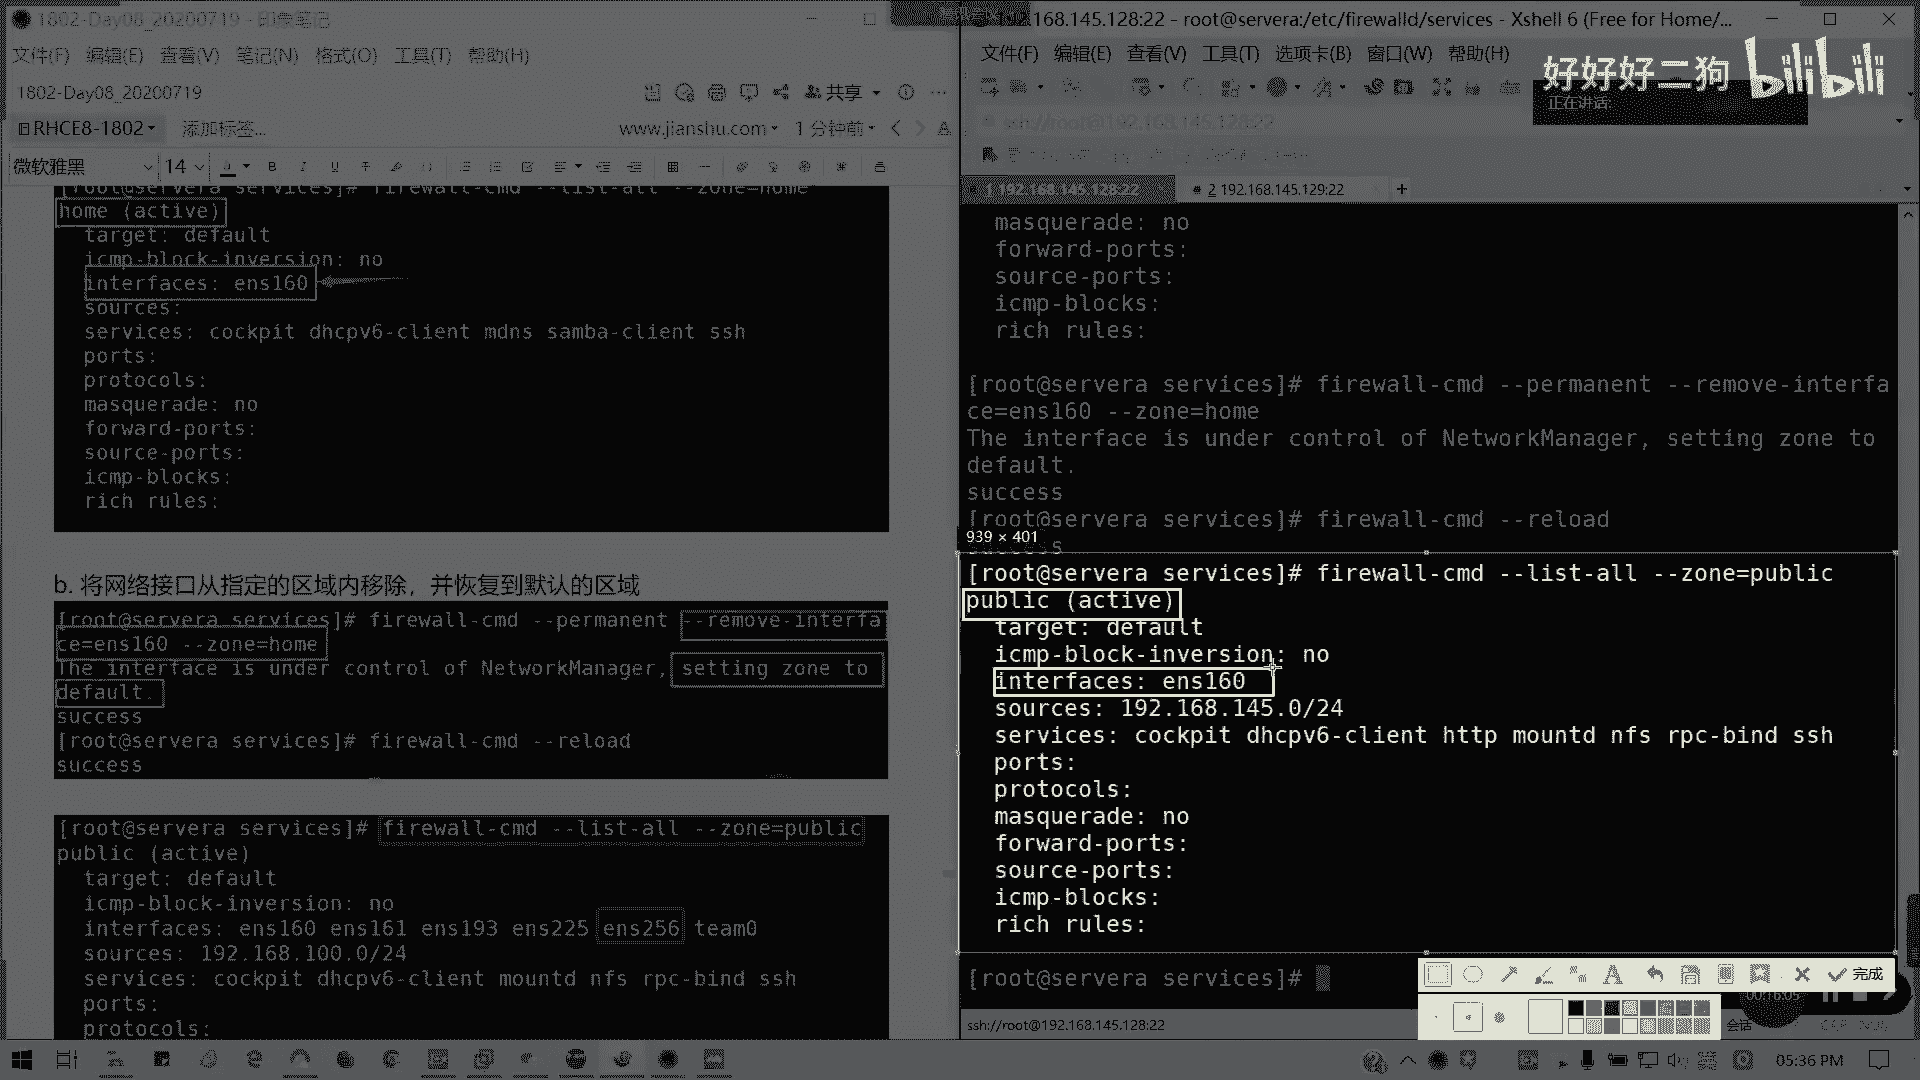 1802-Day08_20200719 - 印象笔记
文件(F) 编辑(E) 查看(V) 笔记(N) 格式(O) 工具(T) 帮助(H)
1802-Day08_20200719
共享
RHCE8-1802
添加标签...
www.jianshu.com
1 分钟前
微软雅黑
14
[root@servera services]# firewall-cmd --list-all --zone=home
home (active)
target: default
icmp-block-inversion: no
interfaces: ens160
sources:
services: cockpit dhcpv6-client mdns samba-client ssh
ports:
protocols:
masquerade: no
forward-ports:
source-ports:
icmp-blocks:
rich rules:
b. 将网络接口从指定的区域内移除，并恢复到默认的区域
[root@servera services]# firewall-cmd --permanent --remove-interfa
ce=ens160 --zone=home
The interface is under control of NetworkManager, setting zone to
default.
success
[root@servera services]# firewall-cmd --reload
success
[root@servera services]# firewall-cmd --list-all --zone=public
public (active)
target: default
icmp-block-inversion: no
interfaces: ens160 ens161 ens193 ens225 ens256 team0
sources: 192.168.100.0/24
services: cockpit dhcpv6-client mountd nfs rpc-bind ssh
ports:
protocols:
192.168.145.128:22 - root@servera:/etc/firewalld/services - Xshell 6 (Free for Home/...
文件(F) 编辑(E) 查看(V) 工具(T) 选项卡(B) 窗口(W) 帮助(H)
好好好二狗 bilibili
正在讲话:
ssh://root@192.168.145.128:22
1 192.168.145.128:22
2 192.168.145.129:22
masquerade: no
forward-ports:
source-ports:
icmp-blocks:
rich rules:
[root@servera services]# firewall-cmd --permanent --remove-interfa
ce=ens160 --zone=home
The interface is under control of NetworkManager, setting zone to
default.
success
[root@servera services]# firewall-cmd --reload
success
939 × 401
[root@servera services]# firewall-cmd --list-all --zone=public
public (active)
target: default
icmp-block-inversion: no
interfaces: ens160
sources: 192.168.145.0/24
services: cockpit dhcpv6-client http mountd nfs rpc-bind ssh
ports:
protocols:
masquerade: no
forward-ports:
source-ports:
icmp-blocks:
rich rules:
[root@servera services]#
完成
00:16:05
ssh://root@192.168.145.128:22
会话
CAP NUM
05:36 PM